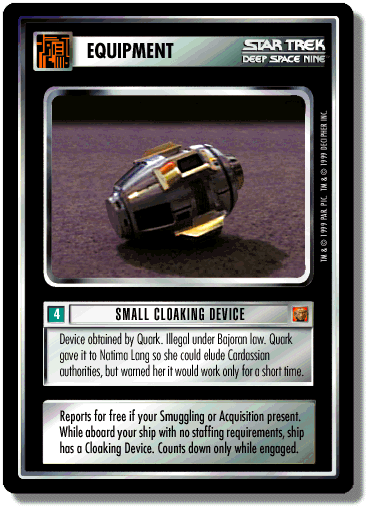 EQUIPMENT
STAR TREK
DEEP SPACE NINE
TM & © 1999 PAR. PIC. TM & © 1999 DECIPHER INC.
4 SMALL CLOAKING DEVICE
Device obtained by Quark. Illegal under Bajoran law. Quark
gave it to Natima Lang so she could elude Cardassian
authorities, but warned her it would work only for a short time.
Reports for free if your Smuggling or Acquisition present.
While aboard your ship with no staffing requirements, ship
has a Cloaking Device. Counts down only while engaged.